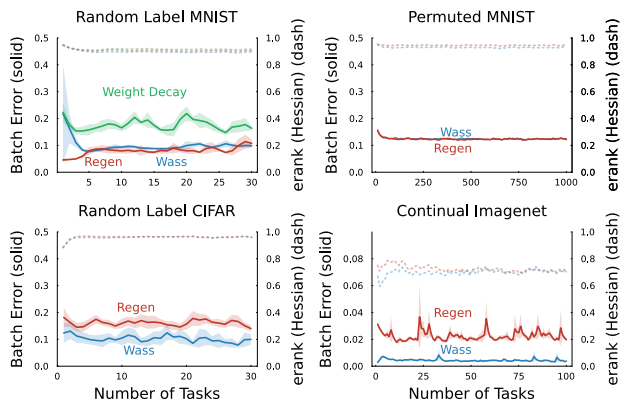 Random Label MNIST
Batch Error (solid)
0.5
0.4
0.3
0.2
0.1
0.0
Weight Decay
Regen
Wass
5
10
15
20
25
30
1.0
0.8
0.6
0.4
0.2
0.0
erank (Hessian) (dash)
Permuted MNIST
Batch Error (solid)
0.5
0.4
0.3
0.2
0.1
0.0
Wass
Regen
0
250
500
750
1000
1.0
0.8
0.6
0.4
0.2
0.0
erank (Hessian) (dash)
Random Label CIFAR
Batch Error (solid)
0.5
0.4
0.3
0.2
0.1
0.0
Regen
Wass
0
10
20
30
Number of Tasks
1.0
0.8
0.6
0.4
0.2
0.0
erank (Hessian) (dash)
Continual Imagenet
Batch Error (solid)
0.08
0.06
0.04
0.02
0.00
Regen
Wass
0
25
50
75
100
Number of Tasks
1.0
0.8
0.6
0.4
0.2
0.0
erank (Hessian) (dash)